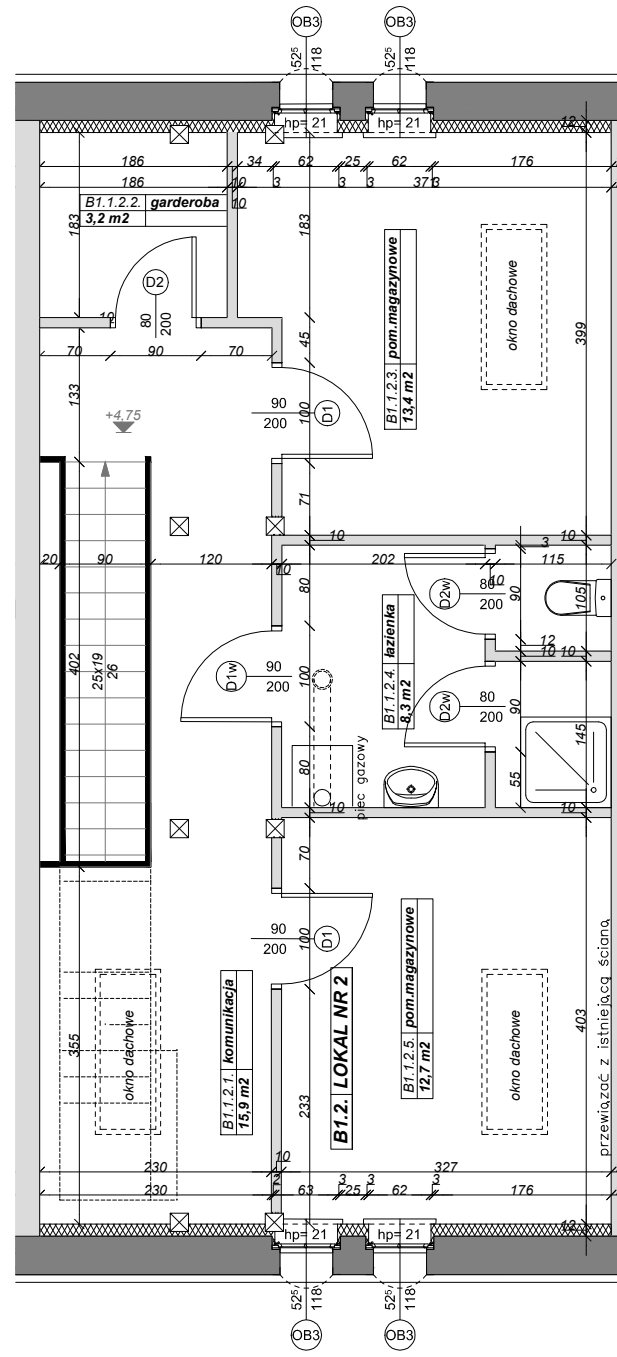 OB3
OB3
52⁵
118
52⁵
118
hp= 21
hp= 21
12
186
34
62
25
62
176
186
10
3
3
3
371
3
10
B1.1.2.2. garderoba
3,2 m2
183
183
D2
80
200
10
70
90
70
45
133
+4,75
B1.1.2.3. pom.magazynowe
13,4 m2
okno dachowe
399
90
200
100
D1
71
10
10
20
90
120
10
202
10
115
3
80
D2w
80
200
90
105
12
10
10
B1.1.2.4. łazienka
8,3 m2
402
25x19
26
D1w
90
200
100
D2w
80
200
90
145
80
55
piec gazowy
10
10
70
90
200
100
D1
B1.1.2.1. komunikacja
15,9 m2
B1.2. LOKAL NR 2
B1.1.2.5. pom.magazynowe
12,7 m2
okno dachowe
okno dachowe
355
233
403
przewiązać z istniejącą ścianą
10
230
327
230
2
63
3
25
3
62
3
176
12
hp= 21
hp= 21
52⁵
118
52⁵
118
OB3
OB3